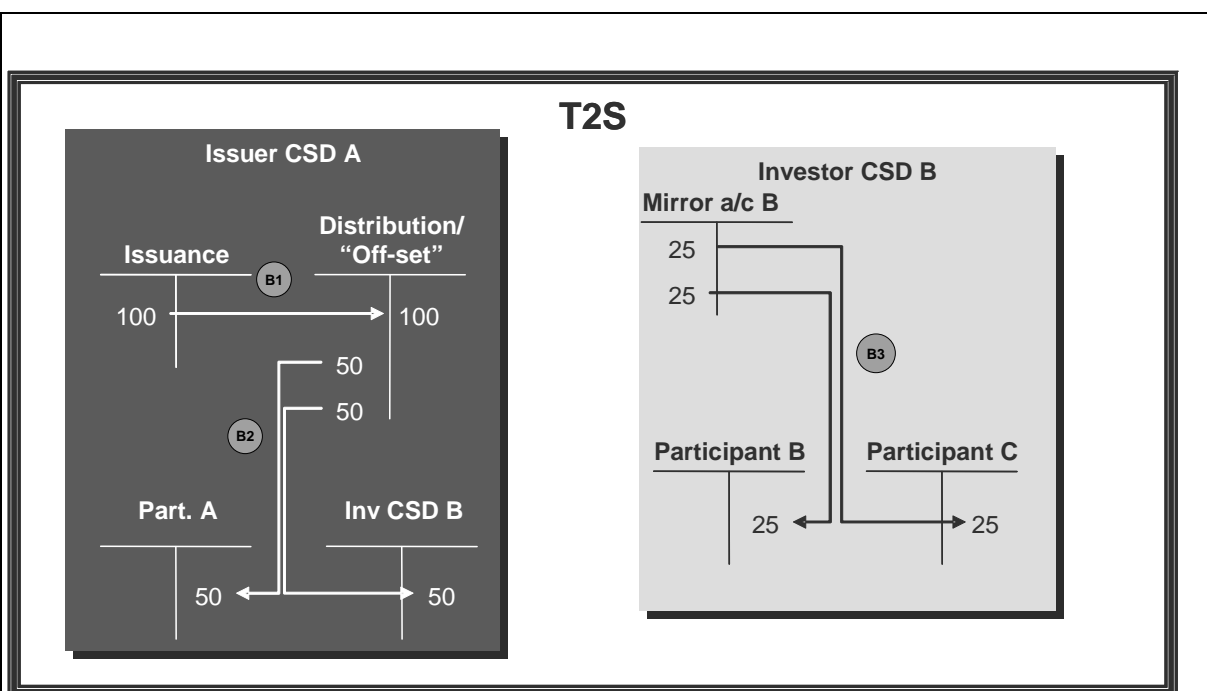 T2S
Issuer CSD A
Distribution/
Issuance
“Off-set”
B1
100
100
50
50
B2
Part. A
Inv CSD B
50
50
Investor CSD B
Mirror a/c B
25
25
B3
Participant B
Participant C
25
25